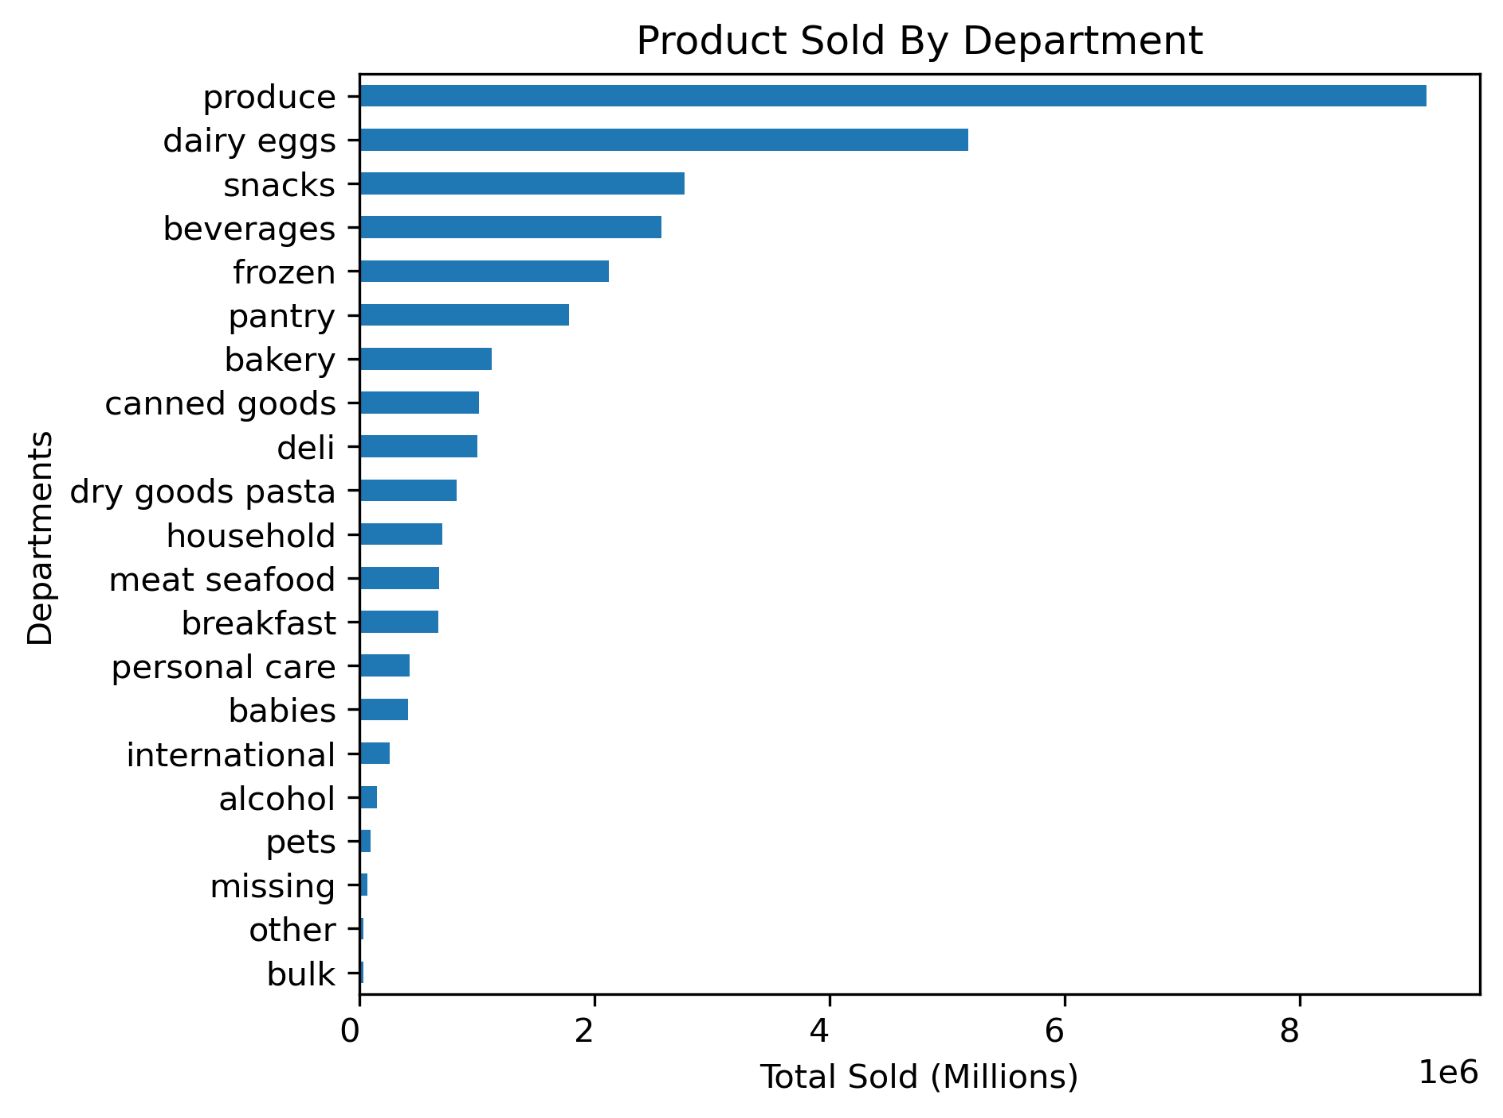 Product Sold By Department
produce
dairy eggs
snacks
beverages
frozen
pantry
bakery
canned goods
deli
dry goods pasta
household
meat seafood
breakfast
personal care
babies
international
alcohol
pets
missing
other
bulk
Departments
0 2 4 6 8
1e6
Total Sold (Millions)